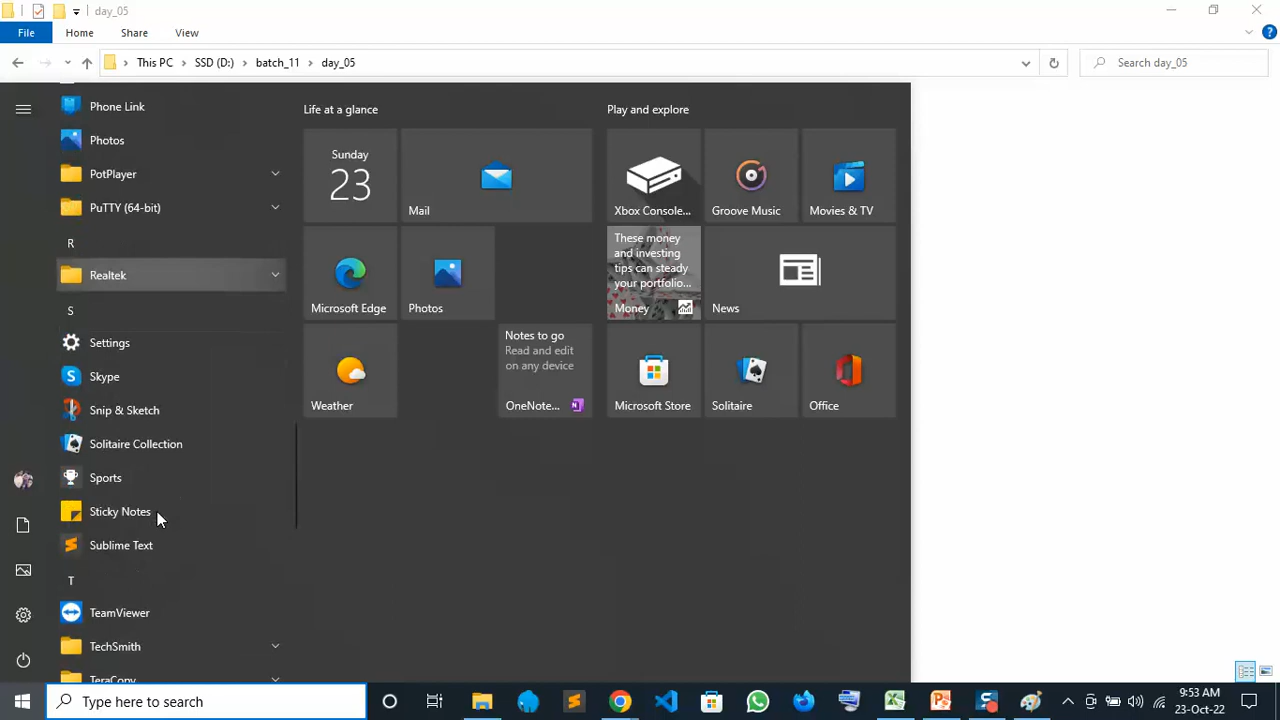 day_05
File
Home
Share
View
This PC
SSD (D:)
batch_11
day_05
Search day_05
Phone Link
Photos
PotPlayer
PuTTY (64-bit)
R
Realtek
S
Settings
Skype
Snip & Sketch
Solitaire Collection
Sports
Sticky Notes
Sublime Text
T
TeamViewer
TechSmith
TeraCopy
Life at a glance
Sunday
23
Mail
Microsoft Edge
Photos
Weather
Notes to go
Read and edit
on any device
OneNote...
Play and explore
Xbox Console...
Groove Music
Movies & TV
These money
and investing
tips can steady
your portfolio...
Money
News
Microsoft Store
Solitaire
Office
Type here to search
9:53 AM
23-Oct-22